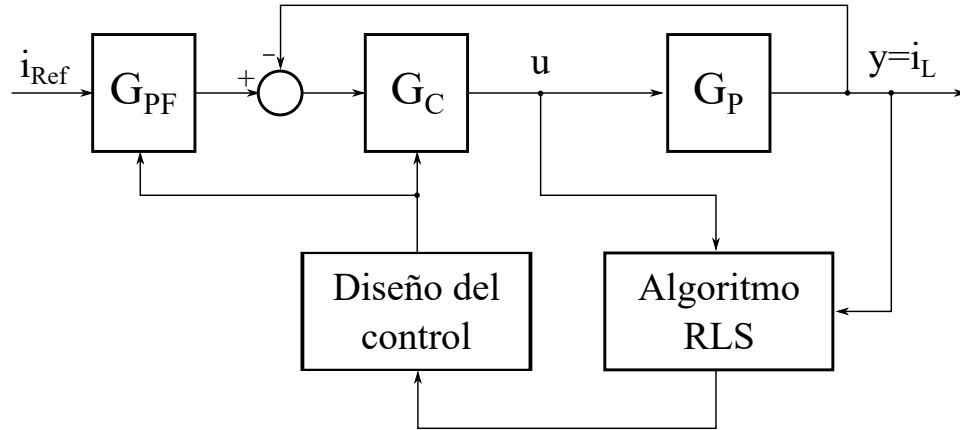 i_Ref
G_PF
+
−
G_C
u
G_P
y=i_L
Diseño del
control
Algoritmo
RLS